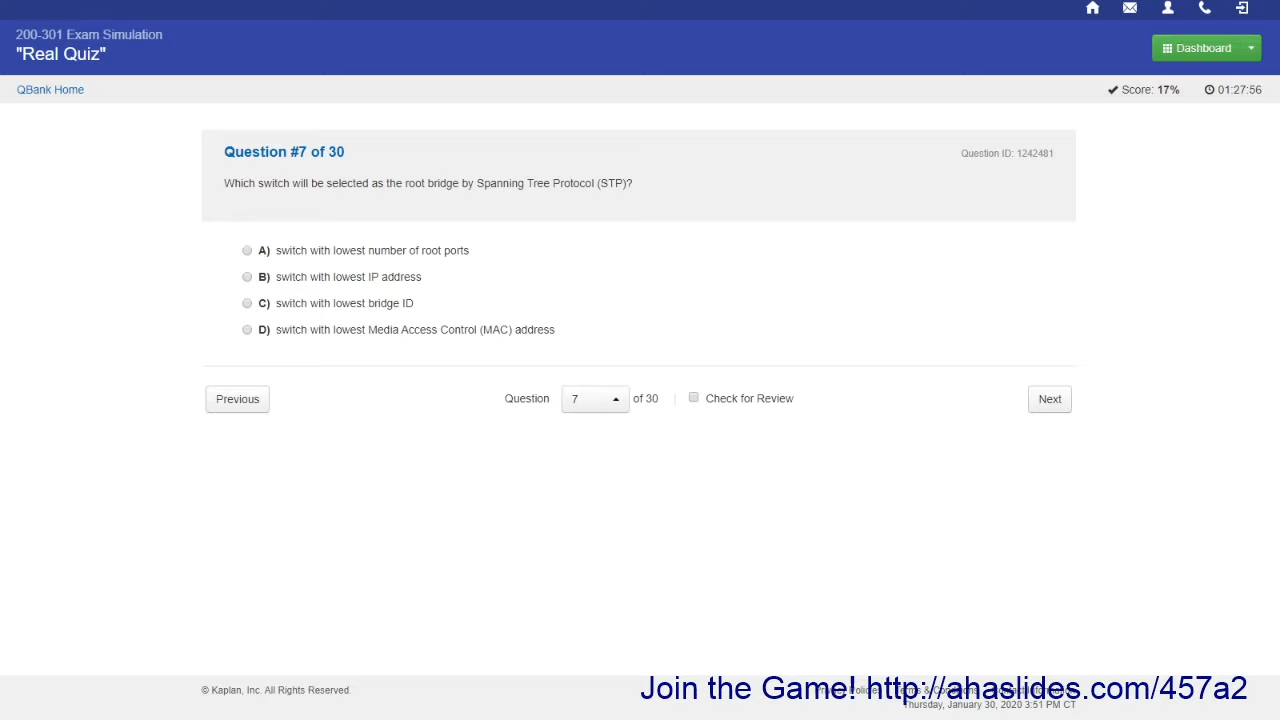 200-301 Exam Simulation
"Real Quiz"
Dashboard
QBank Home
Score: 17%
01:27:56
Question #7 of 30
Question ID: 1242481
Which switch will be selected as the root bridge by Spanning Tree Protocol (STP)?
A) switch with lowest number of root ports
B) switch with lowest IP address
C) switch with lowest bridge ID
D) switch with lowest Media Access Control (MAC) address
Previous
Question 7 of 30
Check for Review
Next
© Kaplan, Inc. All Rights Reserved.
Join the Game! http://ahaslides.com/457a2
Thursday, January 30, 2020 3:51 PM CT